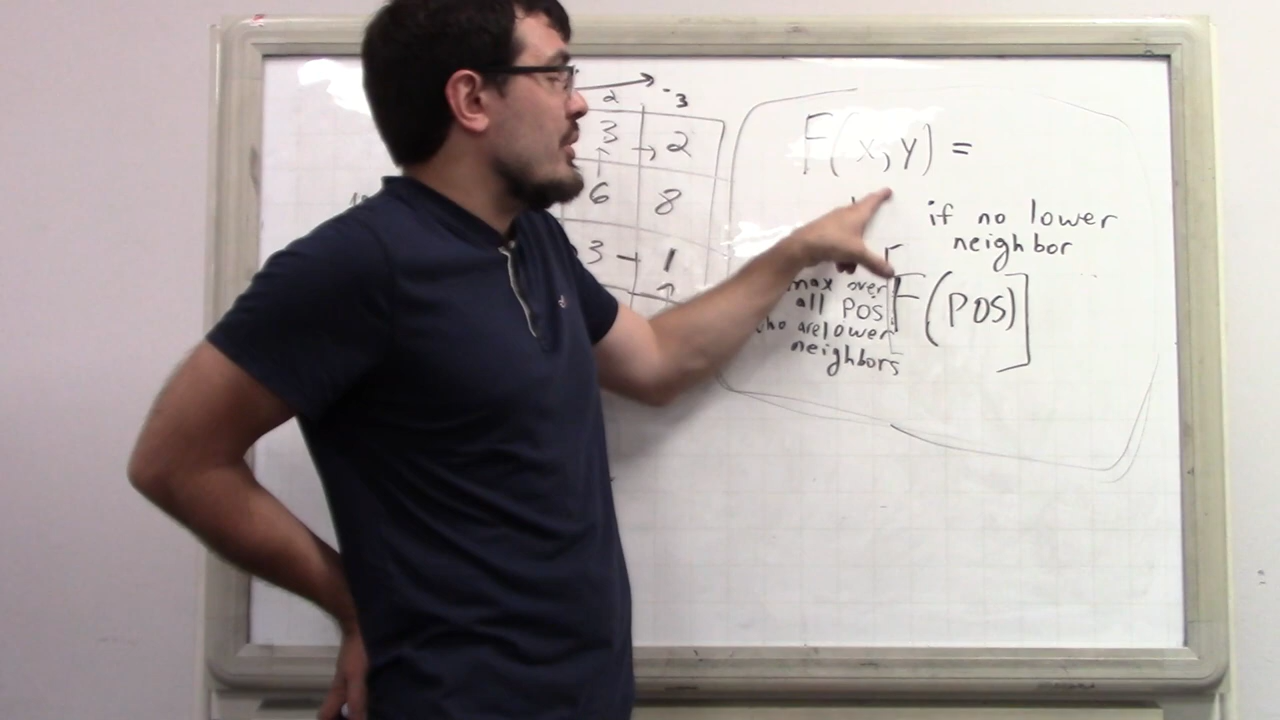 2 3
3 2
6 8
3 1
F(x,y) =
if no lower
neighbor
max over
all POS
who are lower
neighbors
[F(POS)]